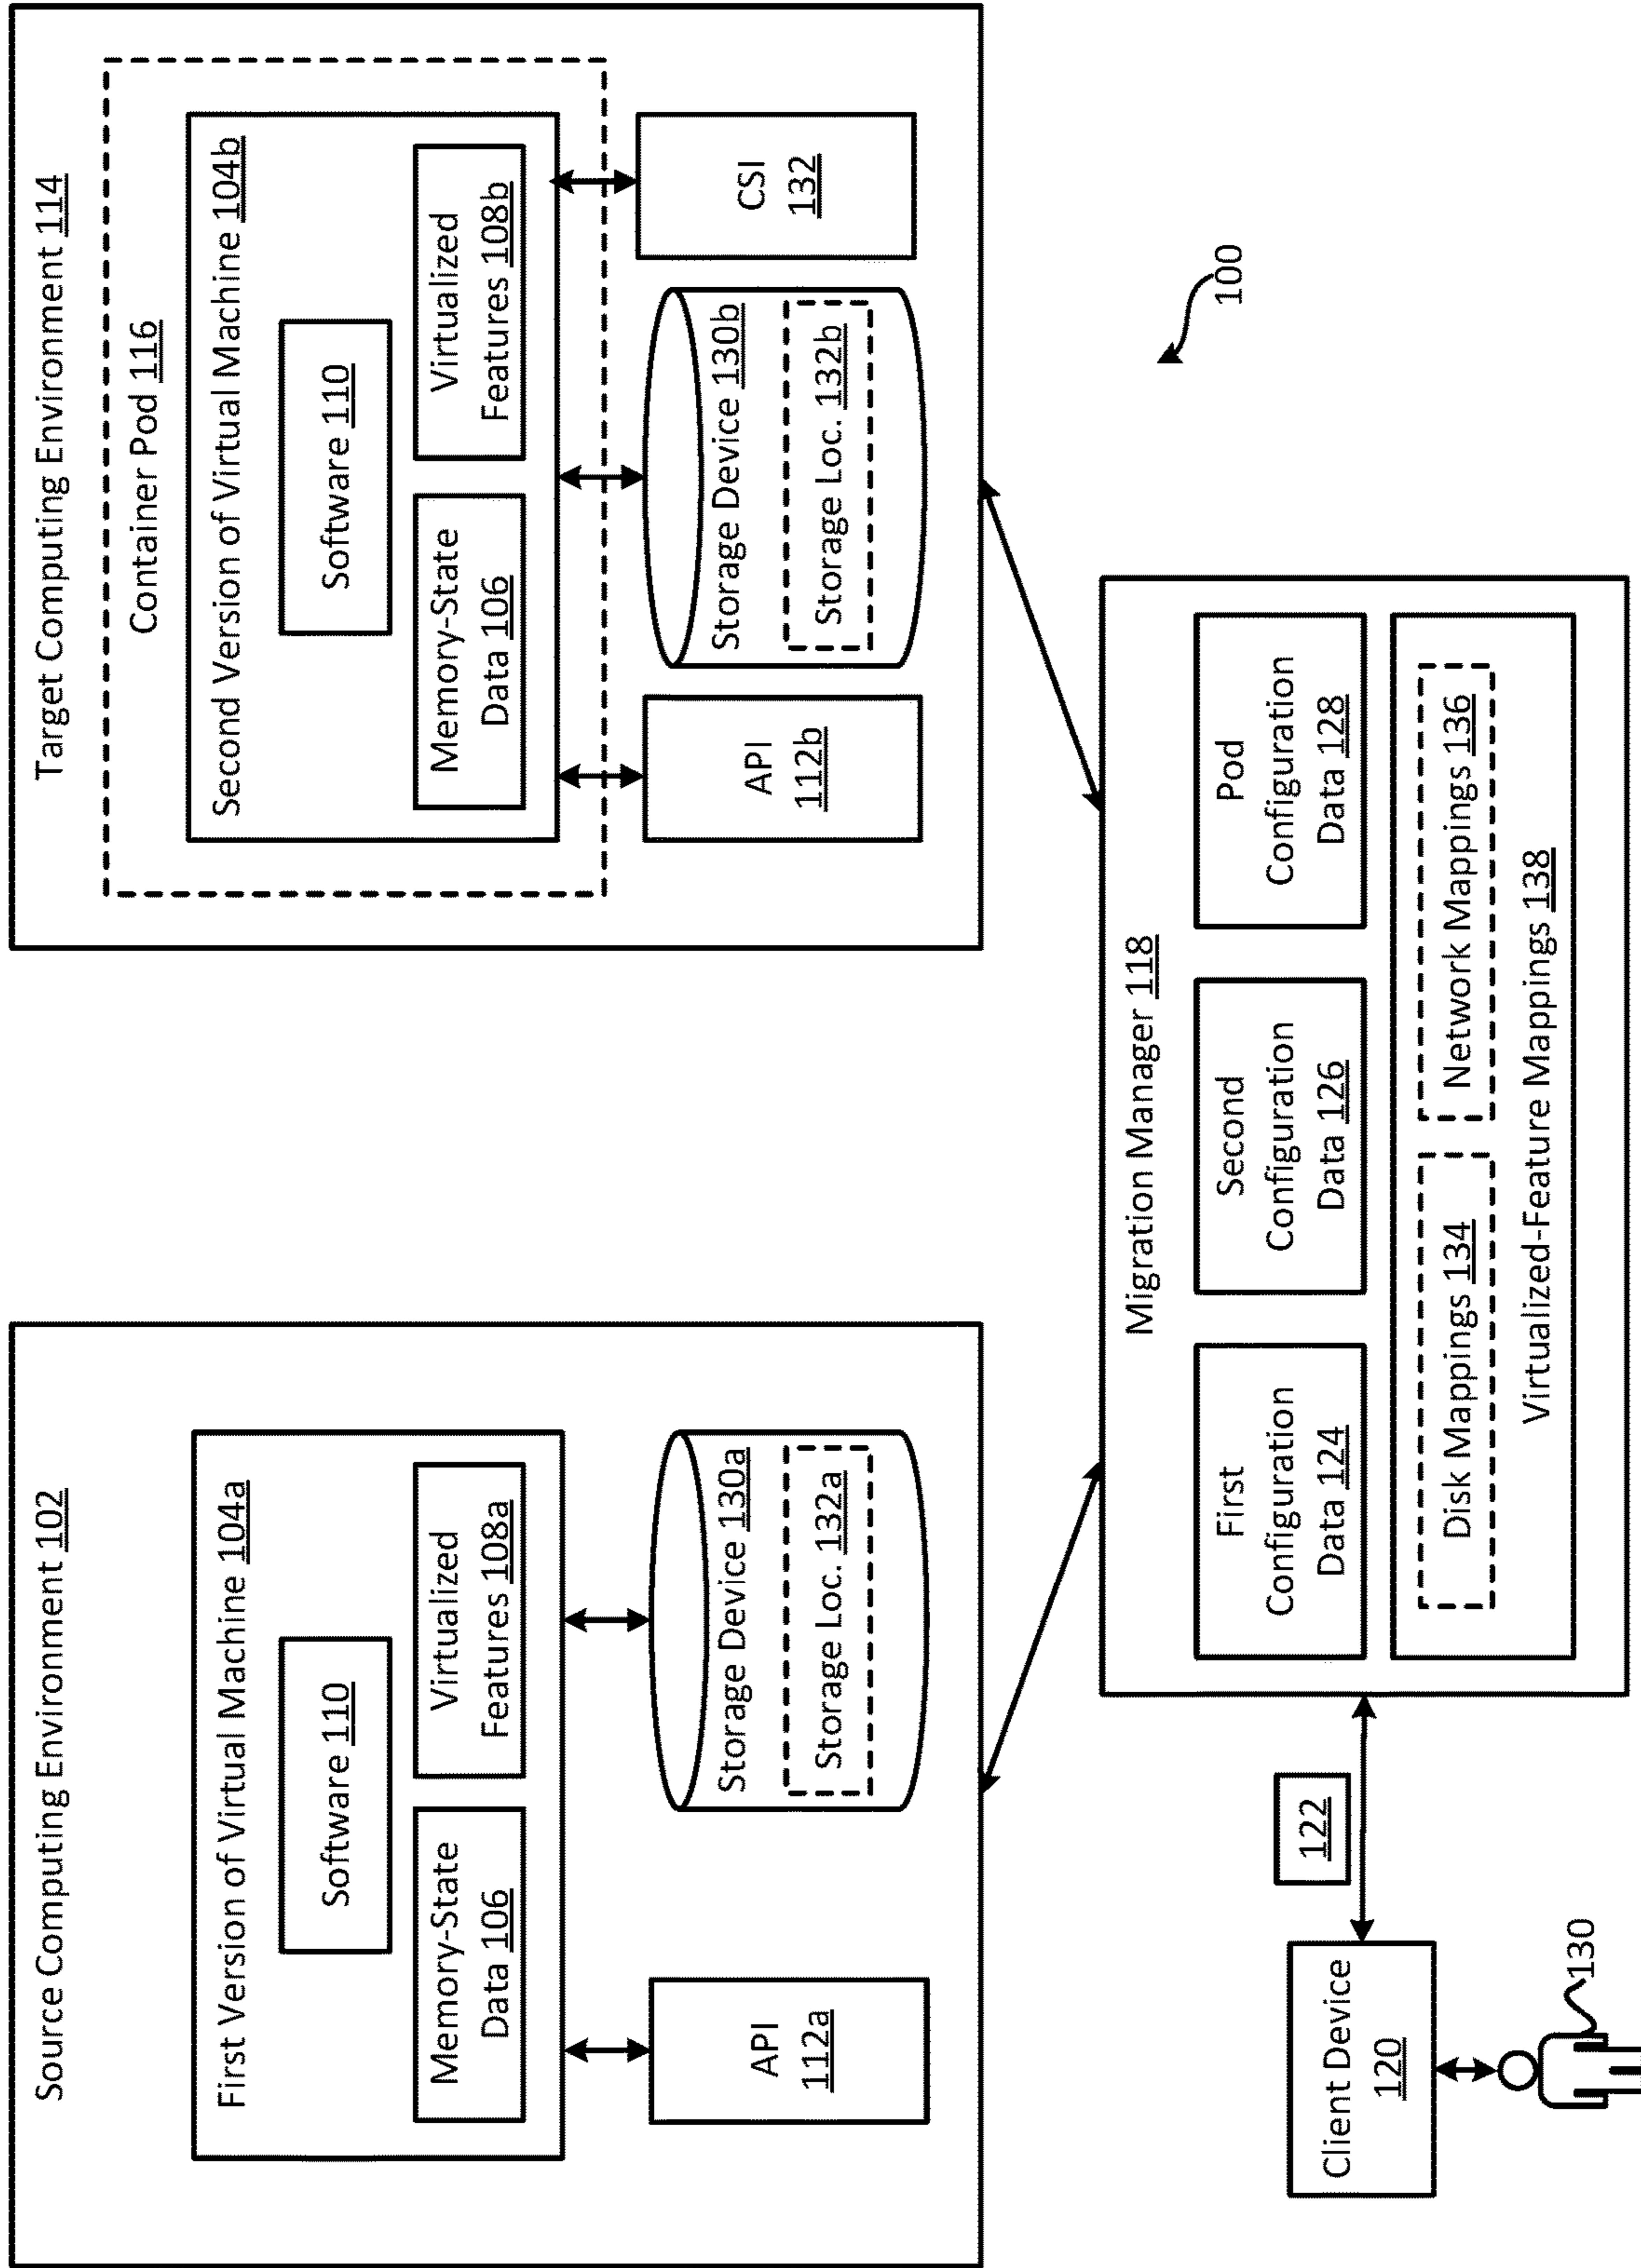 Source Computing Environment 102
First Version of Virtual Machine 104a
Software 110
Memory-State
Data 106
Virtualized
Features 108a
API
112a
Storage Device 130a
Storage Loc. 132a
Target Computing Environment 114
Container Pod 116
Second Version of Virtual Machine 104b
Software 110
Memory-State
Data 106
Virtualized
Features 108b
API
112b
Storage Device 130b
Storage Loc. 132b
CSI
132
Client Device
120
130
122
Migration Manager 118
First
Configuration
Data 124
Second
Configuration
Data 126
Pod
Configuration
Data 128
Disk Mappings 134
Network Mappings 136
Virtualized-Feature Mappings 138
100